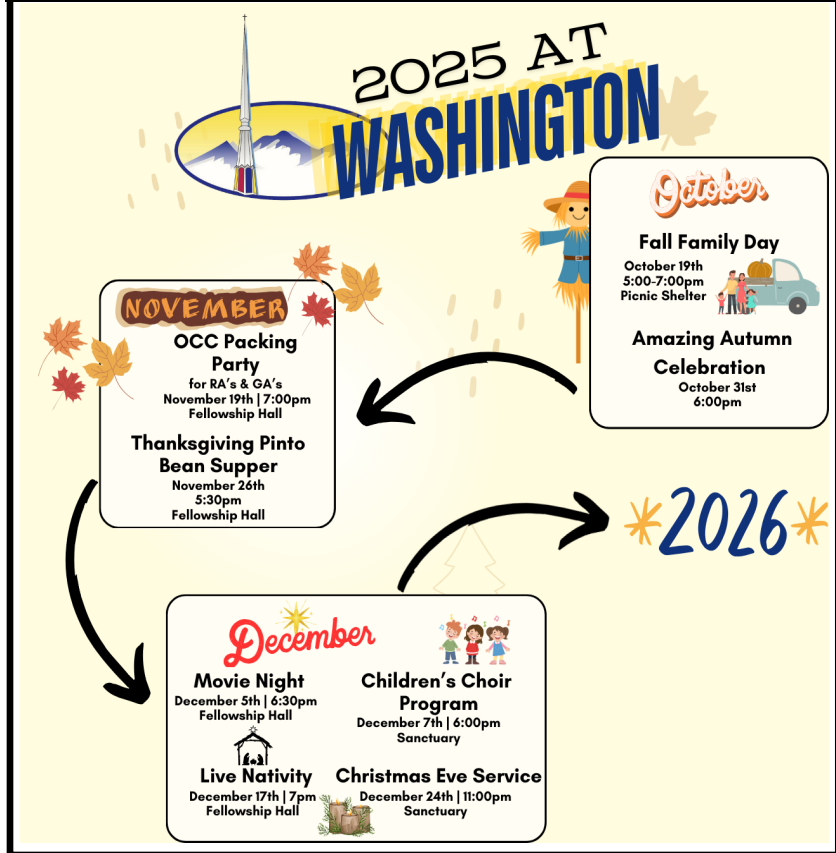 2025 AT
WASHINGTON
October
Fall Family Day
October 19th
5:00-7:00pm
Picnic Shelter
Amazing Autumn
Celebration
October 31st
6:00pm
NOVEMBER
OCC Packing
Party
for RA's & GA's
November 19th | 7:00pm
Fellowship Hall
Thanksgiving Pinto
Bean Supper
November 26th
5:30pm
Fellowship Hall
December
Movie Night
December 5th | 6:30pm
Fellowship Hall
Children's Choir
Program
December 7th | 6:00pm
Sanctuary
Live Nativity
December 17th | 7pm
Fellowship Hall
Christmas Eve Service
December 24th | 11:00pm
Sanctuary
2026